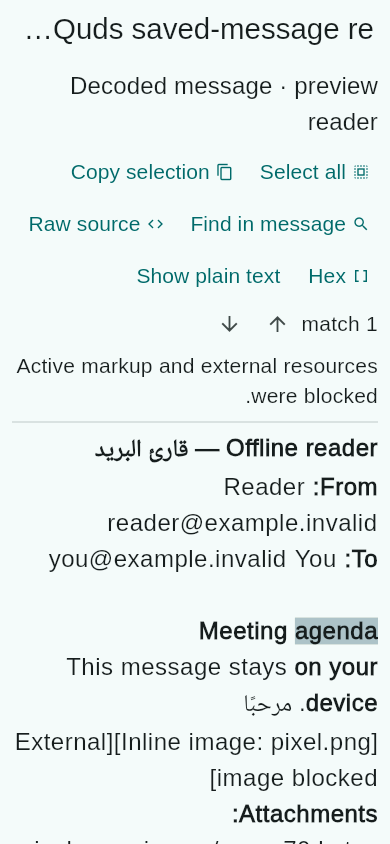 Quds saved-message re…
Decoded message · preview
reader
Select all Copy selection
Find in message Raw source
Hex Show plain text
match 1
Active markup and external resources
were blocked.
Offline reader — قارئ البريد
From: Reader
reader@example.invalid
To: You you@example.invalid
Meeting agenda
This message stays on your
device. مرحبًا
[Inline image: pixel.png][External
image blocked]
Attachments: